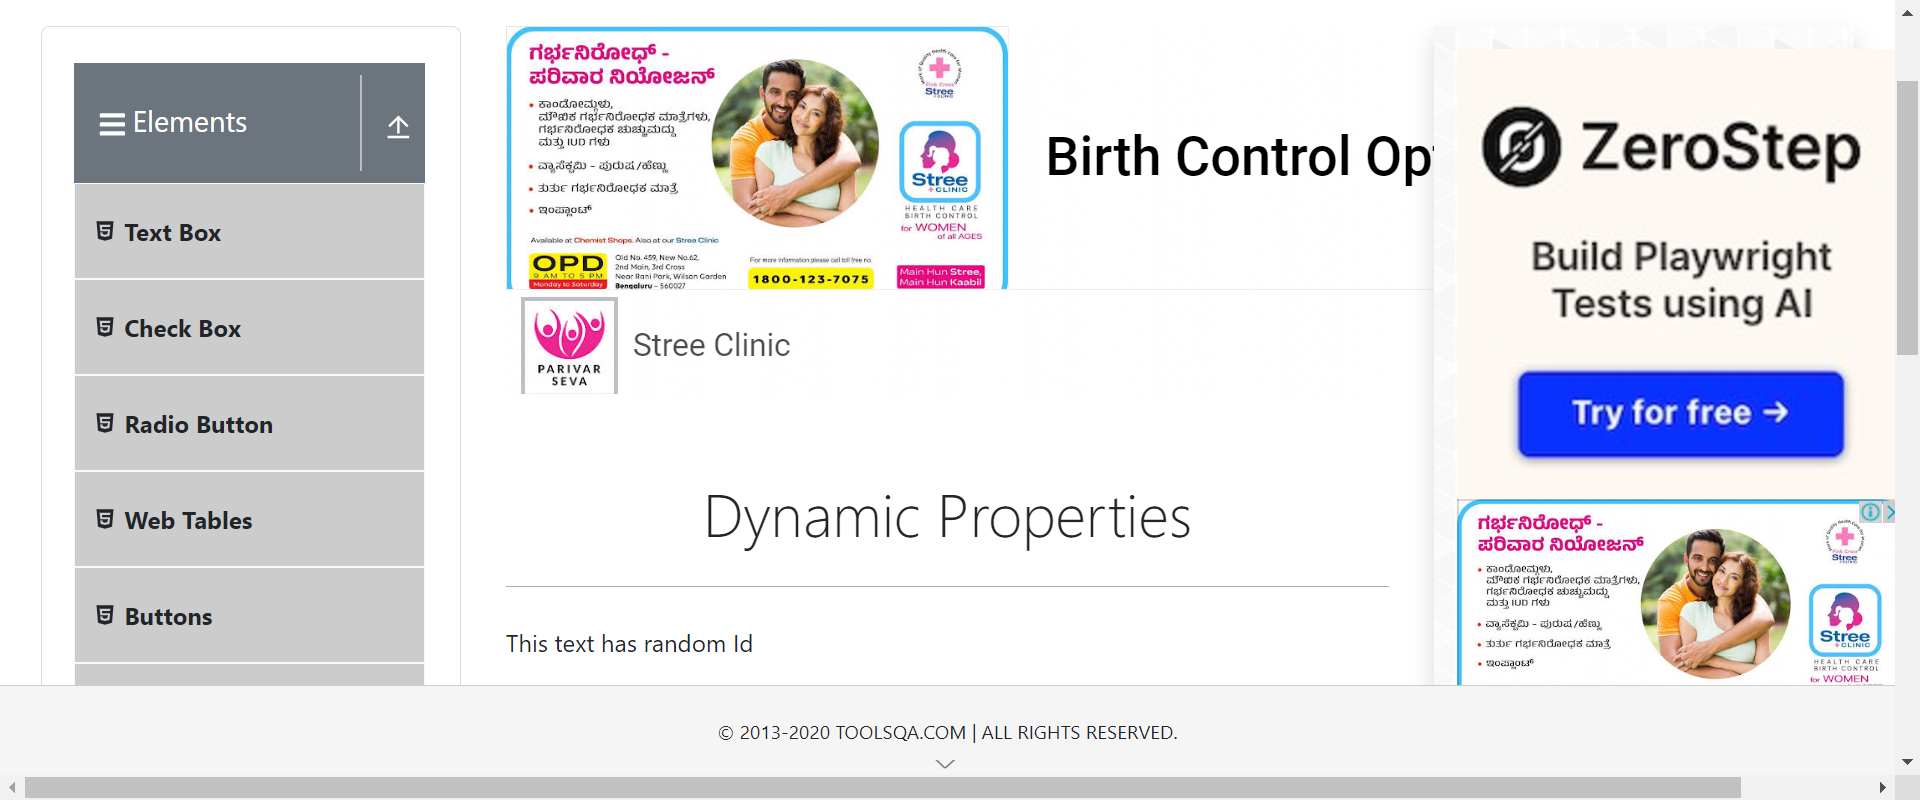 Elements
Text Box
Check Box
Radio Button
Web Tables
Buttons
ಗರ್ಭನಿರೋಧ್ -
ಪರಿವಾರ ನಿಯೋಜನ್
• ಕಾಂಡೋಮ್ಗಳು,
ಮೌಖಿಕ ಗರ್ಭನಿರೋಧಕ ಮಾತ್ರೆಗಳು,
ಗರ್ಭನಿರೋಧಕ ಚುಚ್ಚುಮದ್ದು
ಮತ್ತು IUD ಗಳು
• ವ್ಯಾಸೆಕ್ಟಮಿ - ಪುರುಷ/ಹೆಣ್ಣು
• ತುರ್ತು ಗರ್ಭನಿರೋಧಕ ಮಾತ್ರೆ
• ಇಂಪ್ಲಾಂಟ್
Pink Cross
Stree
+CLINIC
Stree
+CLINIC
HEALTH CARE
BIRTH CONTROL
for WOMEN
of all AGES
Available at Chemist Shops. Also at our Stree Clinic
OPD
9 AM TO 5 PM
Monday to Saturday
Old No. 459, New No.62,
2nd Main, 3rd Cross
Near Rani Park, Wilson Garden
Bengaluru - 560027
For more information please call toll free no.
1800-123-7075
Main Hun Stree,
Main Hun Kaabil
Birth Control Op
PARIVAR
SEVA
Stree Clinic
Dynamic Properties
This text has random Id
ZeroStep
Build Playwright
Tests using AI
Try for free →
ಗರ್ಭನಿರೋಧ್ -
ಪರಿವಾರ ನಿಯೋಜನ್
• ಕಾಂಡೋಮ್ಗಳು,
ಮೌಖಿಕ ಗರ್ಭನಿರೋಧಕ ಮಾತ್ರೆಗಳು,
ಗರ್ಭನಿರೋಧಕ ಚುಚ್ಚುಮದ್ದು
ಮತ್ತು IUD ಗಳು
• ವ್ಯಾಸೆಕ್ಟಮಿ - ಪುರುಷ/ಹೆಣ್ಣು
• ತುರ್ತು ಗರ್ಭನಿರೋಧಕ ಮಾತ್ರೆ
• ಇಂಪ್ಲಾಂಟ್
Pink Cross
Stree
Stree
+CLINIC
HEALTH CARE
BIRTH CONTROL
for WOMEN
© 2013-2020 TOOLSQA.COM | ALL RIGHTS RESERVED.